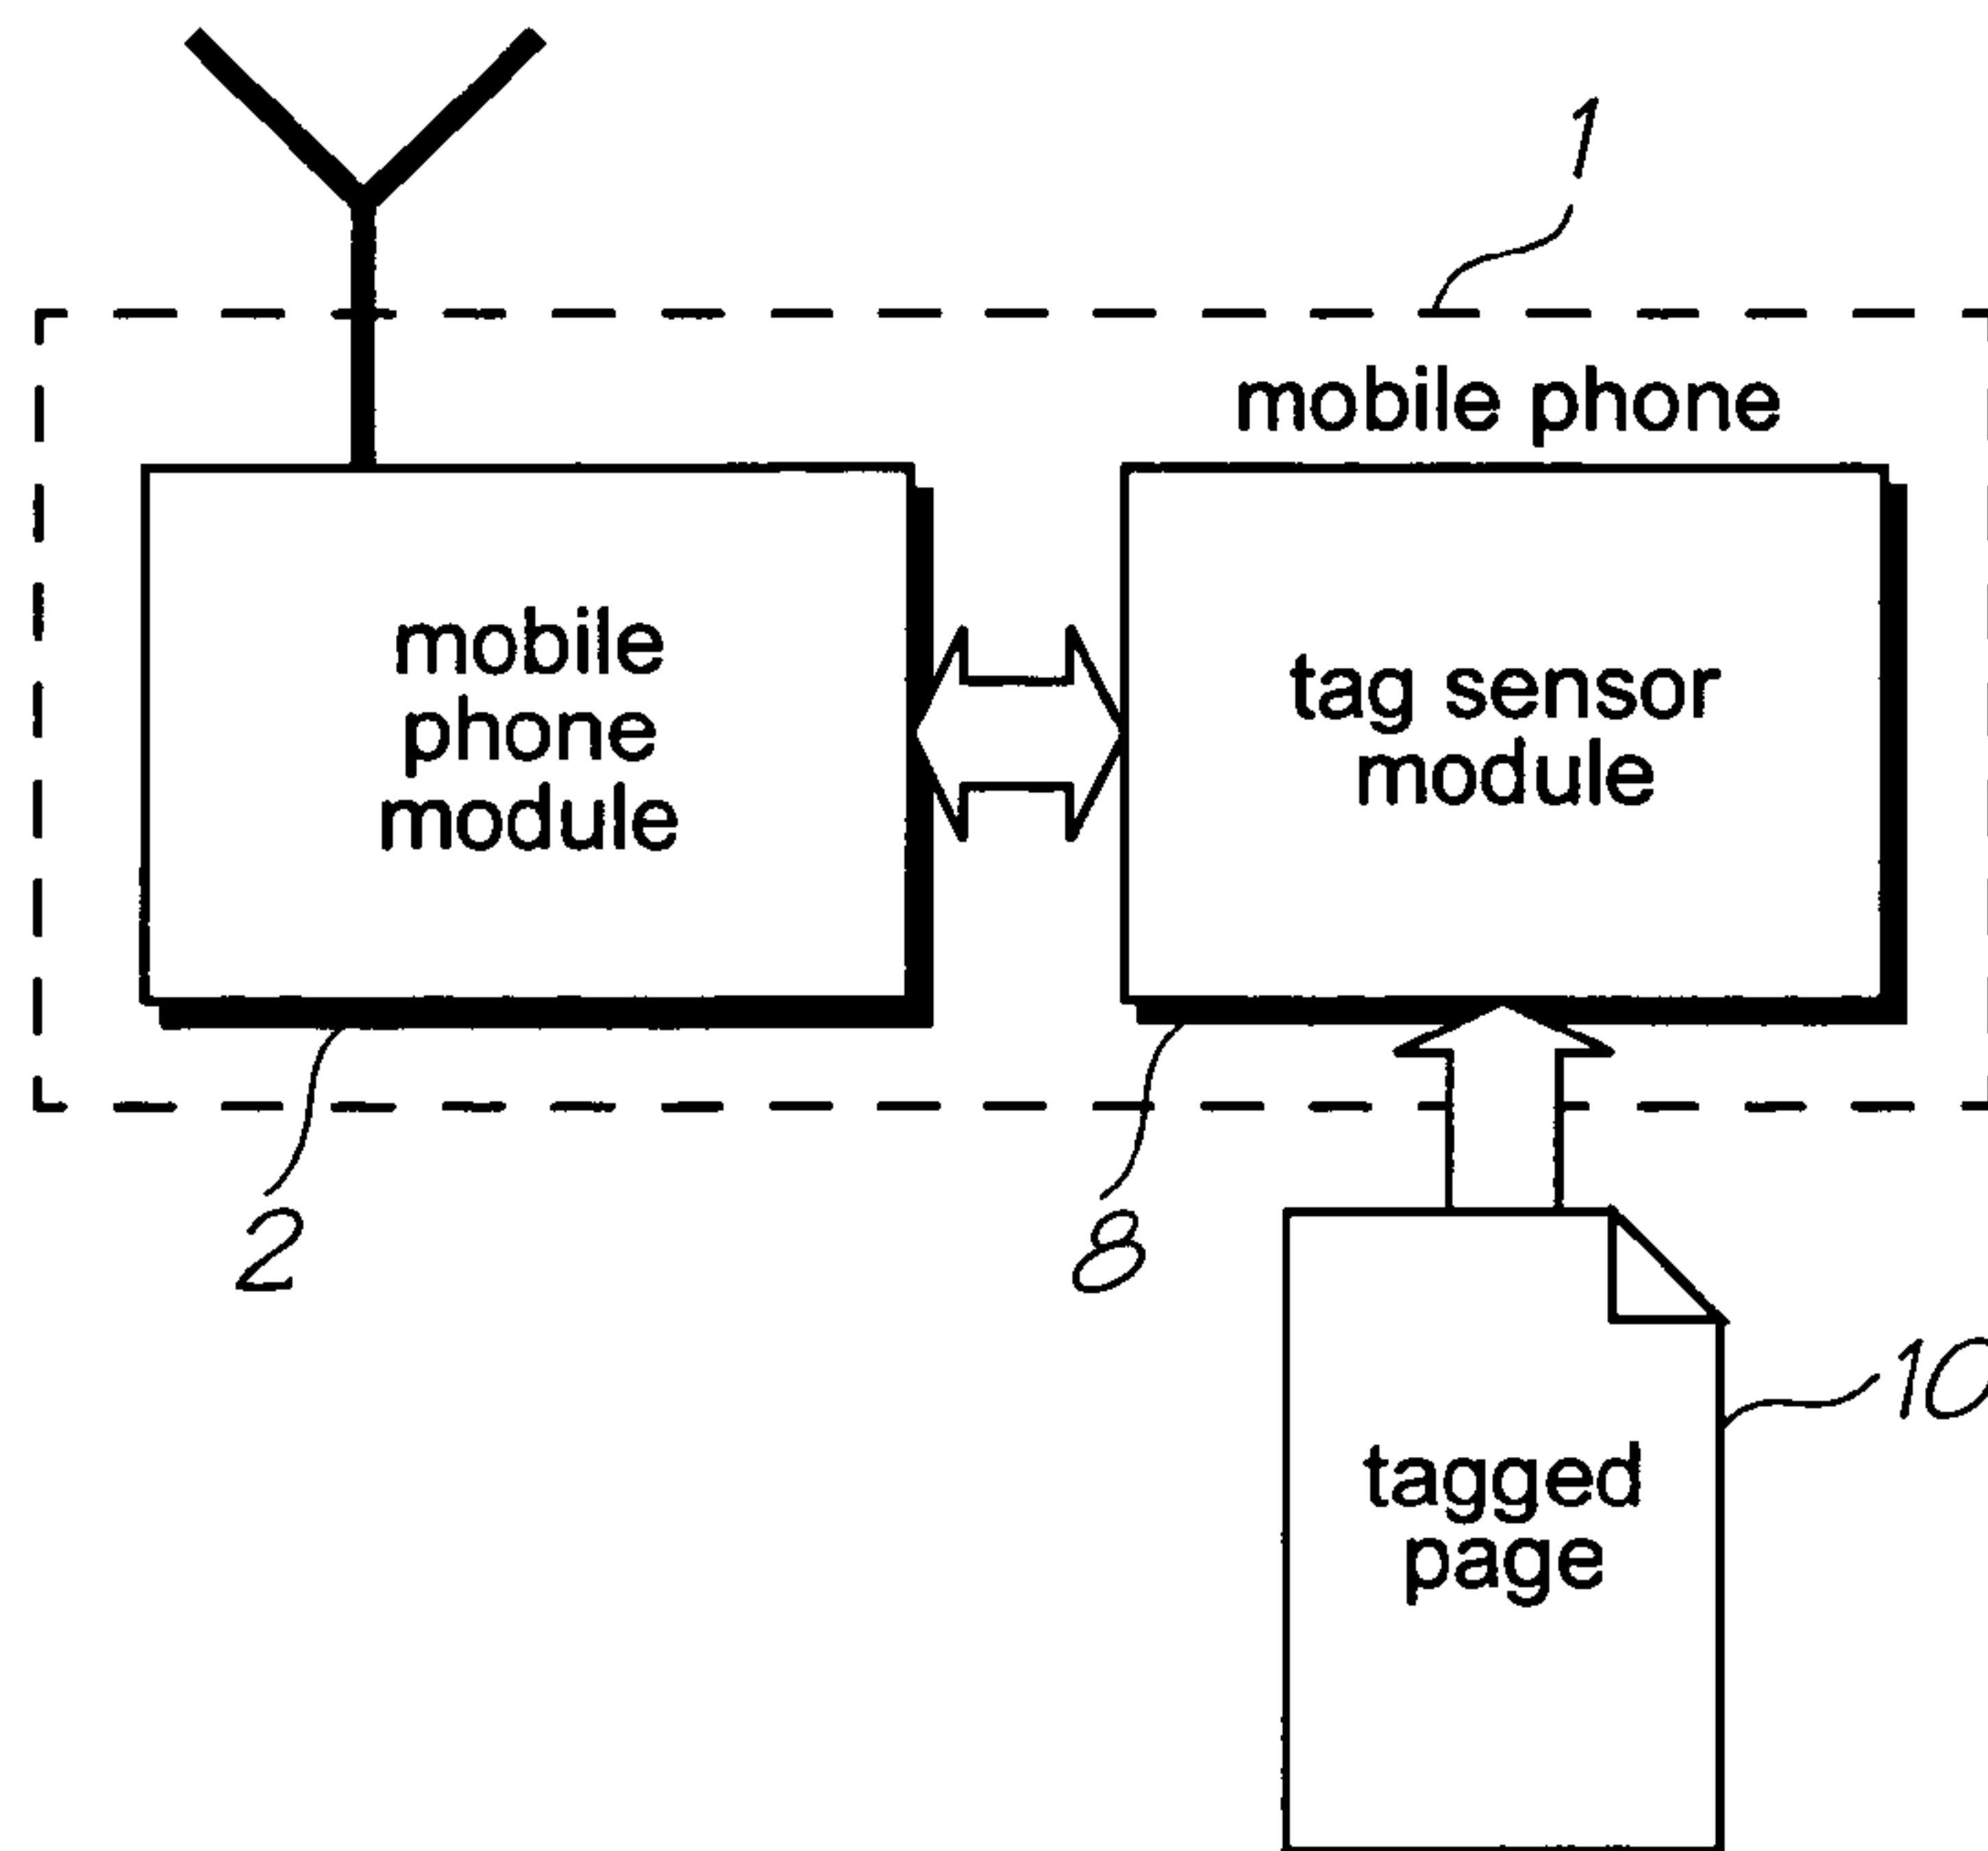 1
mobile phone
mobile
phone
module
tag sensor
module
2
8
10
tagged
page